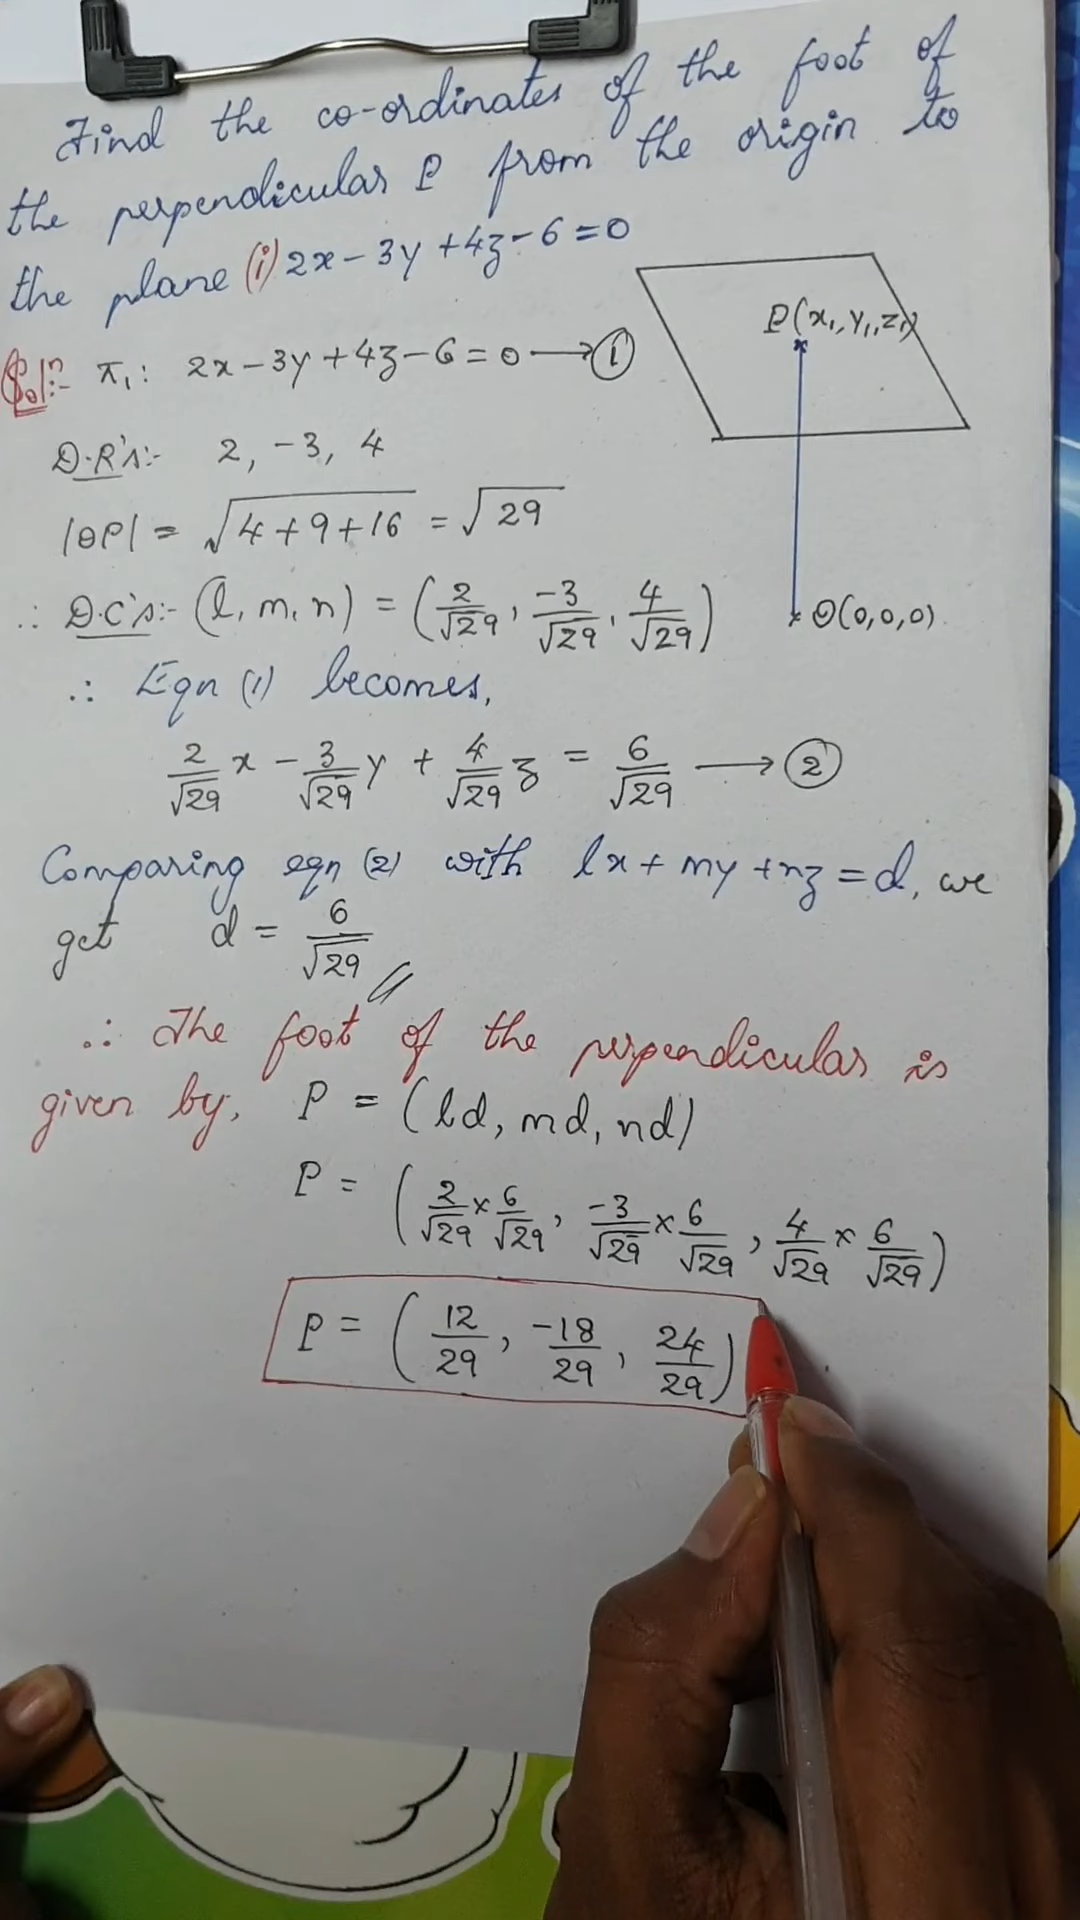 Find the co-ordinates of the foot of
the perpendicular P from the origin to
the plane (i) 2x - 3y + 4z - 6 = 0
P(x₁, y₁, z₁)
Solⁿ:- π₁: 2x - 3y + 4z - 6 = 0 → ①
D.R's:- 2, -3, 4
|OP| = √(4+9+16) = √29
∴ D.C's:- (l, m, n) = (2/√29, -3/√29, 4/√29)
O(0,0,0)
∴ Eqn (1) becomes,
2/√29 x - 3/√29 y + 4/√29 z = 6/√29 → ②
Comparing eqn (2) with lx + my + nz = d, we
get d = 6/√29
∴ The foot of the perpendicular is
given by, P = (ld, md, nd)
P = (2/√29 × 6/√29, -3/√29 × 6/√29, 4/√29 × 6/√29)
P = (12/29, -18/29, 24/29)